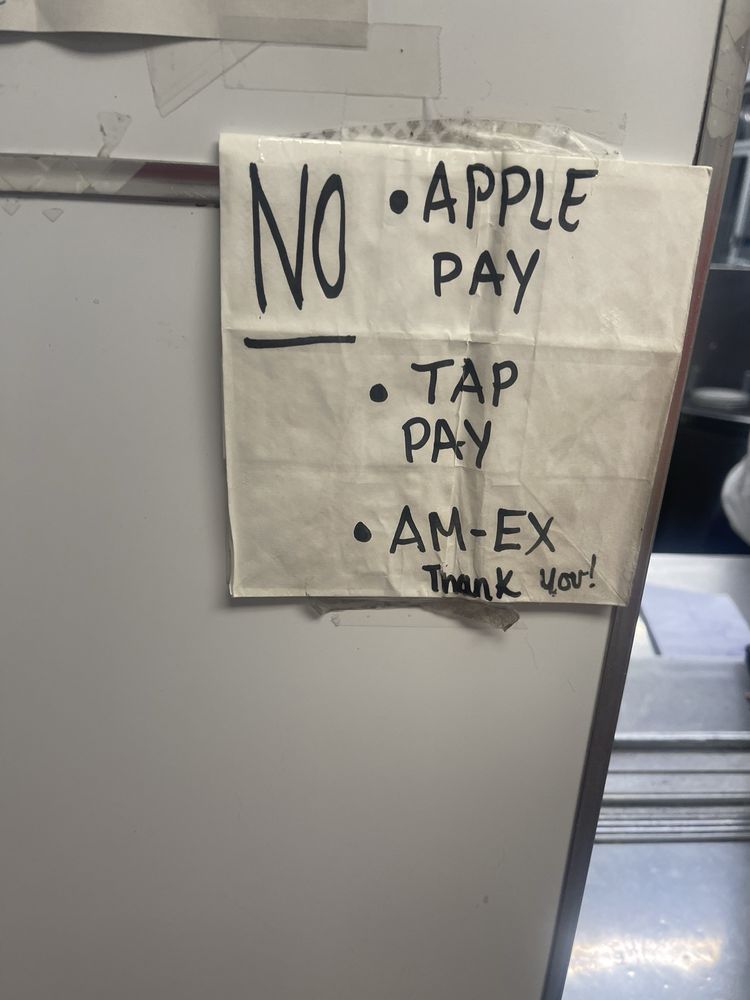 NO • APPLE
PAY
• TAP
PAY
• AM-EX
Thank you!